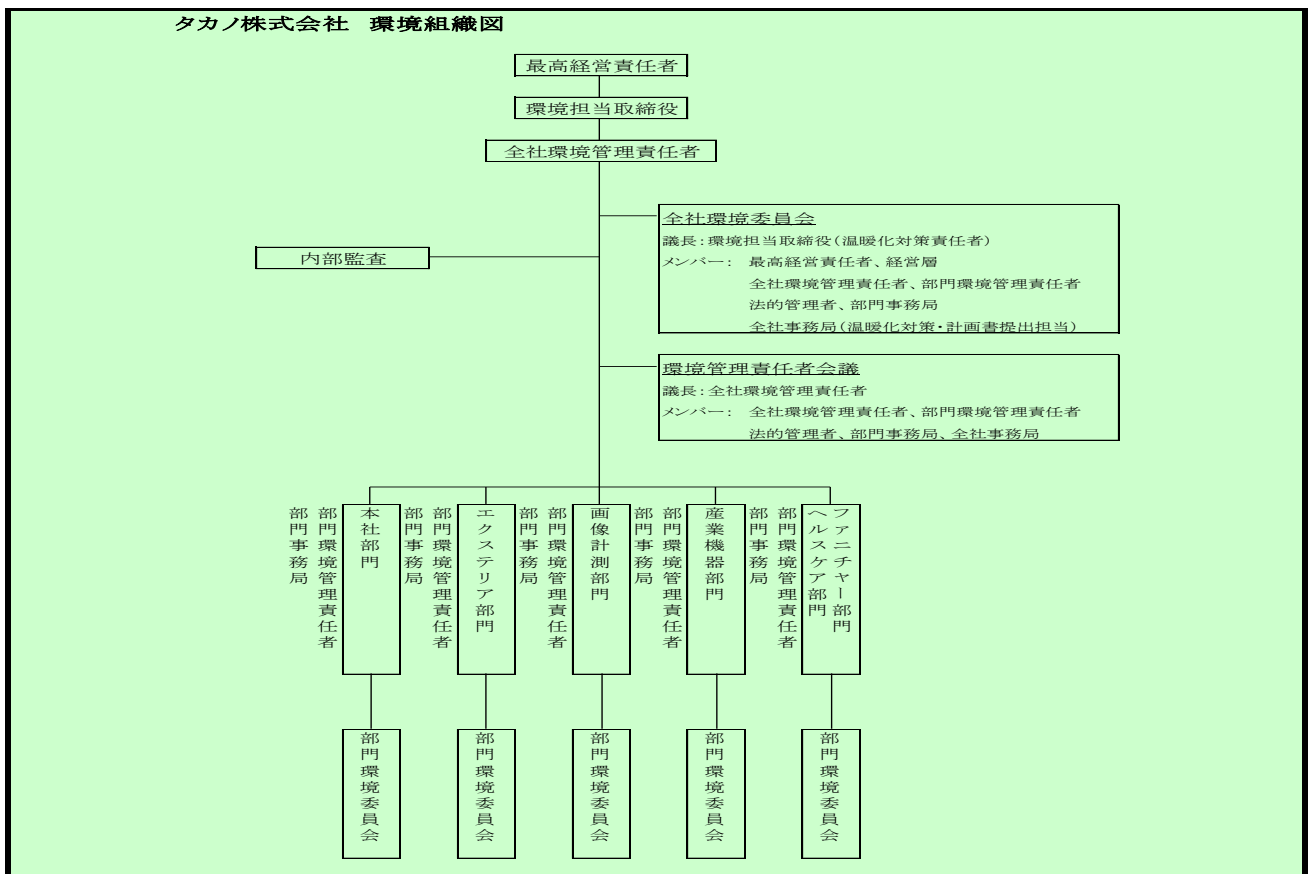 タカノ株式会社 環境組織図
最高経営責任者
環境担当取締役
全社環境管理責任者
全社環境委員会
議長：環境担当取締役（温暖化対策責任者）
メンバー： 最高経営責任者、経営層
全社環境管理責任者、部門環境管理責任者
法的管理者、部門事務局
全社事務局（温暖化対策・計画書提出担当）
内部監査
環境管理責任者会議
議長：全社環境管理責任者
メンバー： 全社環境管理責任者、部門環境管理責任者
法的管理者、部門事務局、全社事務局
部門事務局
部門環境管理責任者
本社部門
部門事務局
部門環境管理責任者
エクステリア部門
部門事務局
部門環境管理責任者
画像計測部門
部門事務局
部門環境管理責任者
産業機器部門
部門事務局
部門環境管理責任者
ファニチャー部門
ヘルスケア部門
部門環境委員会
部門環境委員会
部門環境委員会
部門環境委員会
部門環境委員会